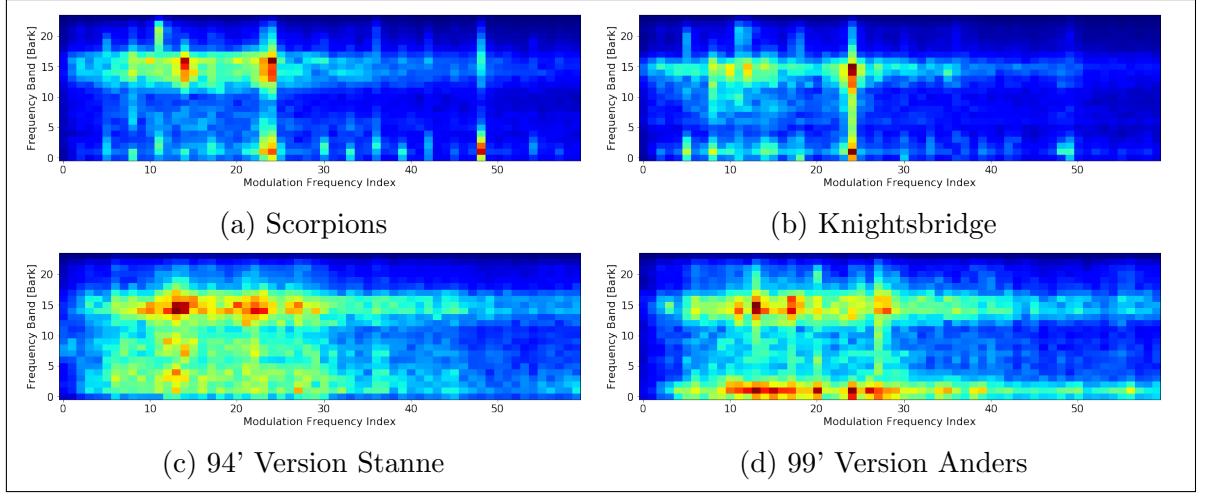 Frequency Band [Bark]
20
15
10
5
0
0 10 20 30 40 50
Modulation Frequency Index
(a) Scorpions
Frequency Band [Bark]
20
15
10
5
0
0 10 20 30 40 50
Modulation Frequency Index
(b) Knightsbridge
Frequency Band [Bark]
20
15
10
5
0
0 10 20 30 40 50
Modulation Frequency Index
(c) 94' Version Stanne
Frequency Band [Bark]
20
15
10
5
0
0 10 20 30 40 50
Modulation Frequency Index
(d) 99' Version Anders